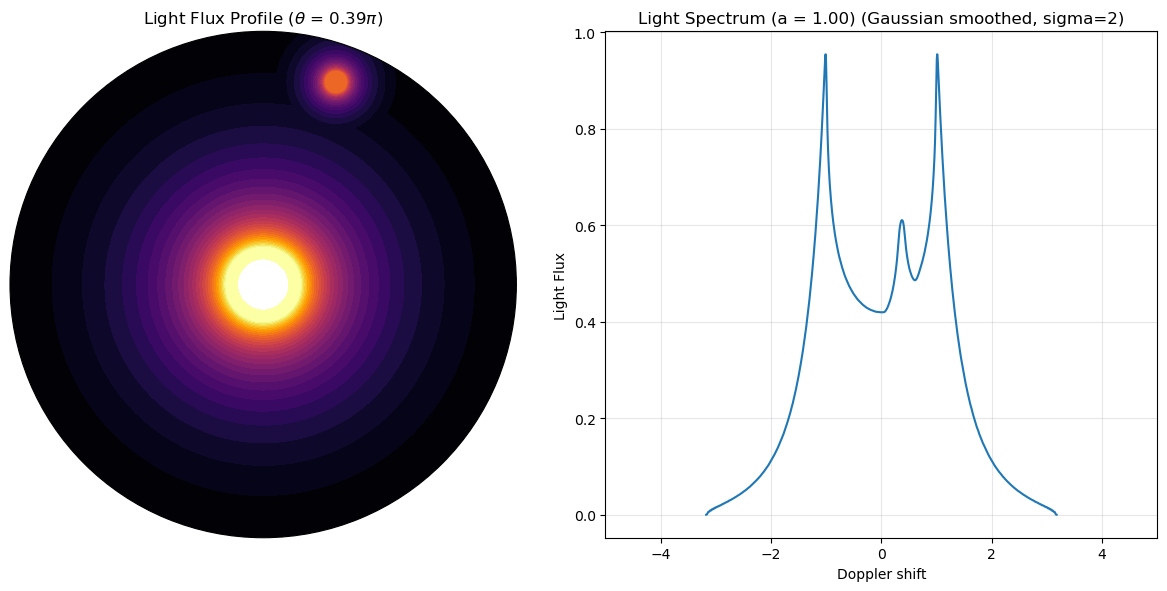 Light Flux Profile (θ = 0.39π)
Light Spectrum (a = 1.00) (Gaussian smoothed, sigma=2)
1.0
0.8
0.6
0.4
0.2
0.0
Light Flux
−4
−2
0
2
4
Doppler shift